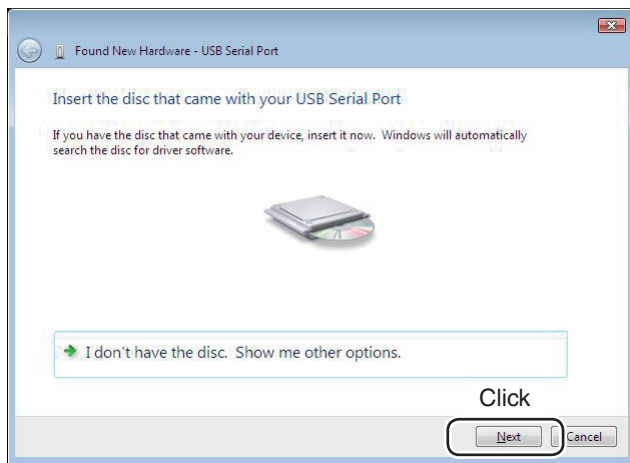 Found New Hardware - USB Serial Port
Insert the disc that came with your USB Serial Port
If you have the disc that came with your device, insert it now. Windows will automatically
search the disc for driver software.
I don't have the disc. Show me other options.
Click
Next
Cancel